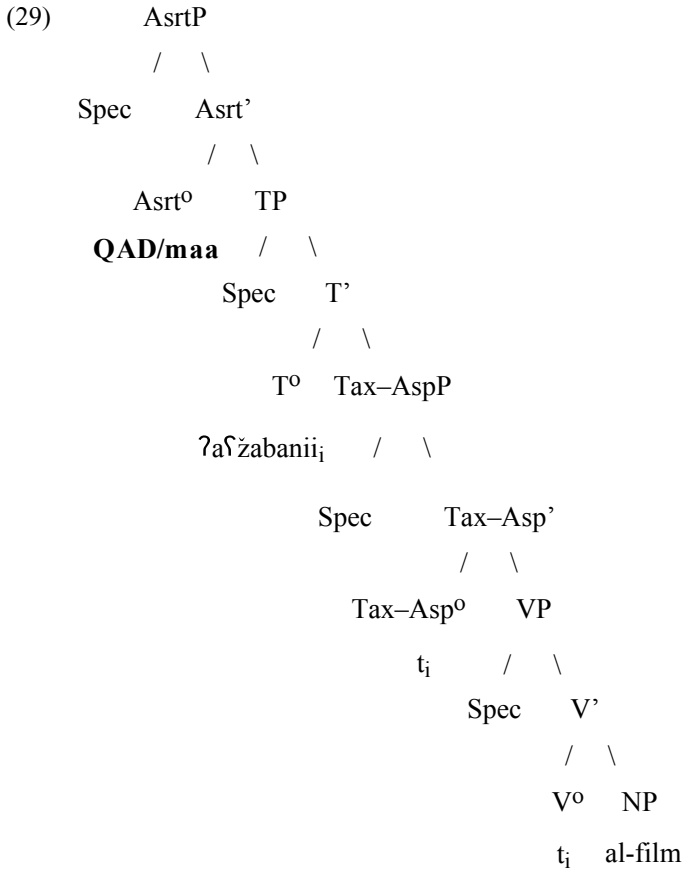 (29) AsrtP
/ \
Spec Asrt’
/ \
Asrtº TP
QAD/maa / \
Spec T’
/ \
Tº Tax–AspP
ʔaʕžabaniiᵢ / \
Spec Tax–Asp’
/ \
Tax–Aspº VP
tᵢ / \
Spec V’
/ \
Vº NP
tᵢ al-film